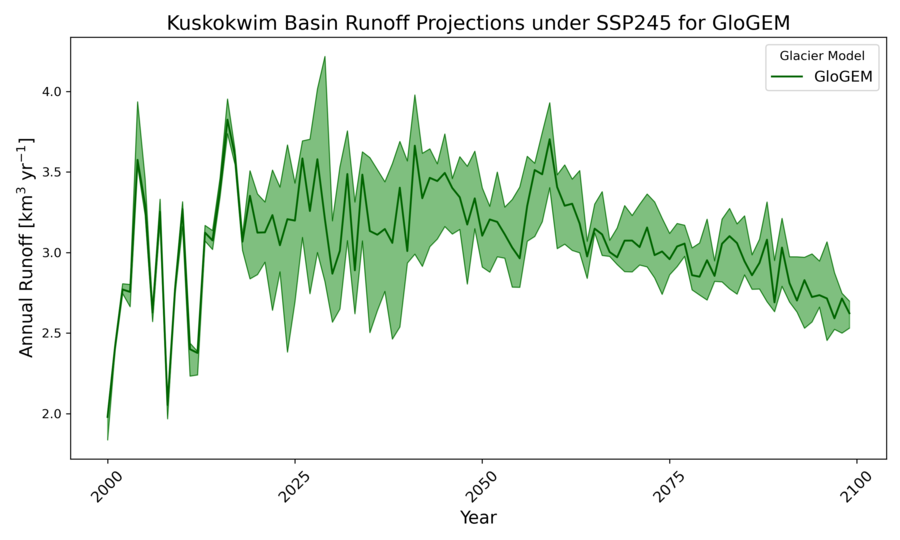 Kuskokwim Basin Runoff Projections under SSP245 for GloGEM
Glacier Model
GloGEM
Annual Runoff [km³ yr⁻¹]
4.0
3.5
3.0
2.5
2.0
2000
2025
2050
2075
2100
Year